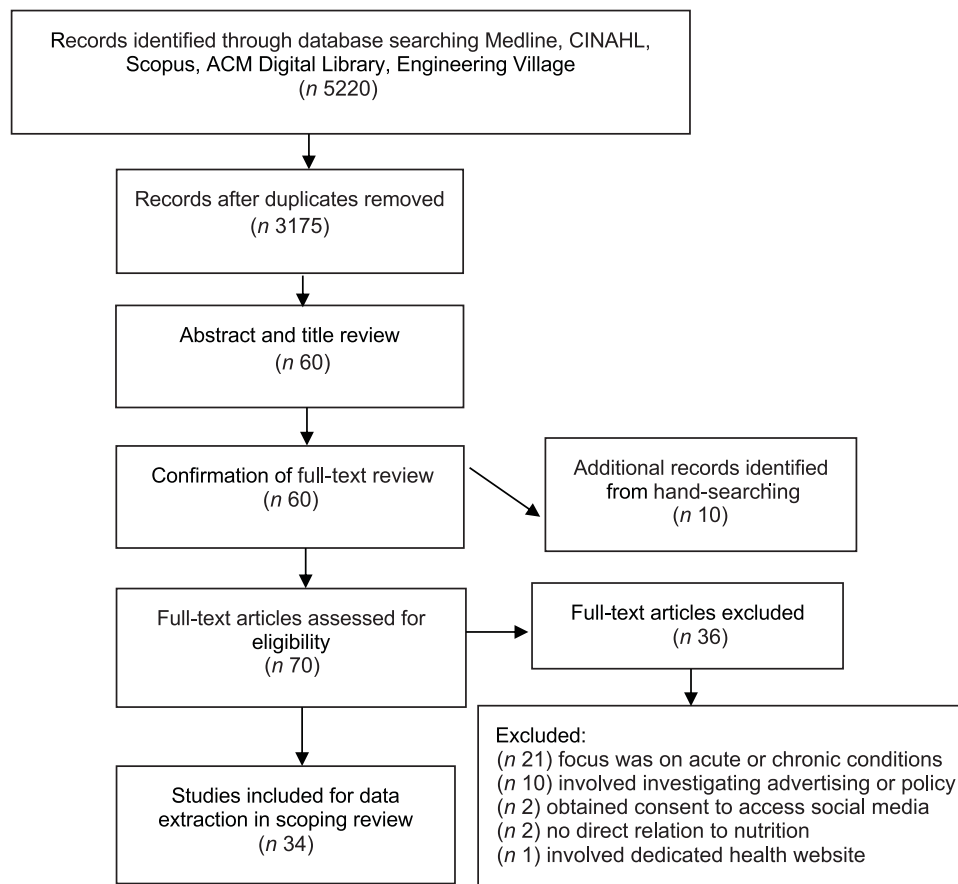 Records identified through database searching Medline, CINAHL,
Scopus, ACM Digital Library, Engineering Village
(n 5220)
Records after duplicates removed
(n 3175)
Abstract and title review
(n 60)
Confirmation of full-text review
(n 60)
Additional records identified
from hand-searching
(n 10)
Full-text articles assessed for
eligibility
(n 70)
Full-text articles excluded
(n 36)
Excluded:
(n 21) focus was on acute or chronic conditions
(n 10) involved investigating advertising or policy
(n 2) obtained consent to access social media
(n 2) no direct relation to nutrition
(n 1) involved dedicated health website
Studies included for data
extraction in scoping review
(n 34)